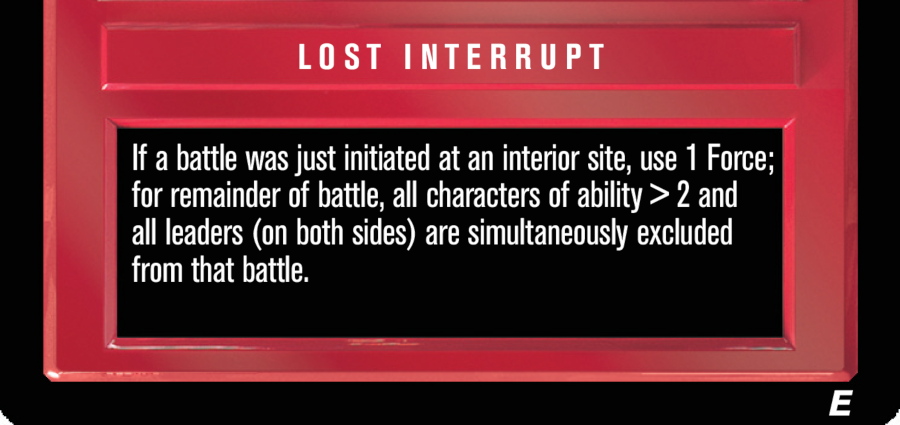 LOST INTERRUPT
If a battle was just initiated at an interior site, use 1 Force;
for remainder of battle, all characters of ability > 2 and
all leaders (on both sides) are simultaneously excluded
from that battle.
E